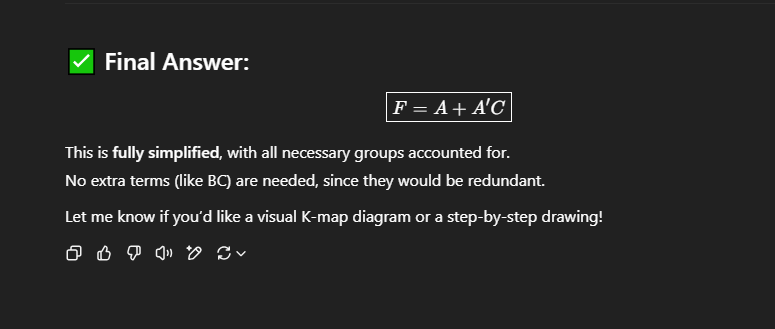 Final Answer:
F = A + A′C
This is fully simplified, with all necessary groups accounted for.
No extra terms (like BC) are needed, since they would be redundant.
Let me know if you'd like a visual K-map diagram or a step-by-step drawing!